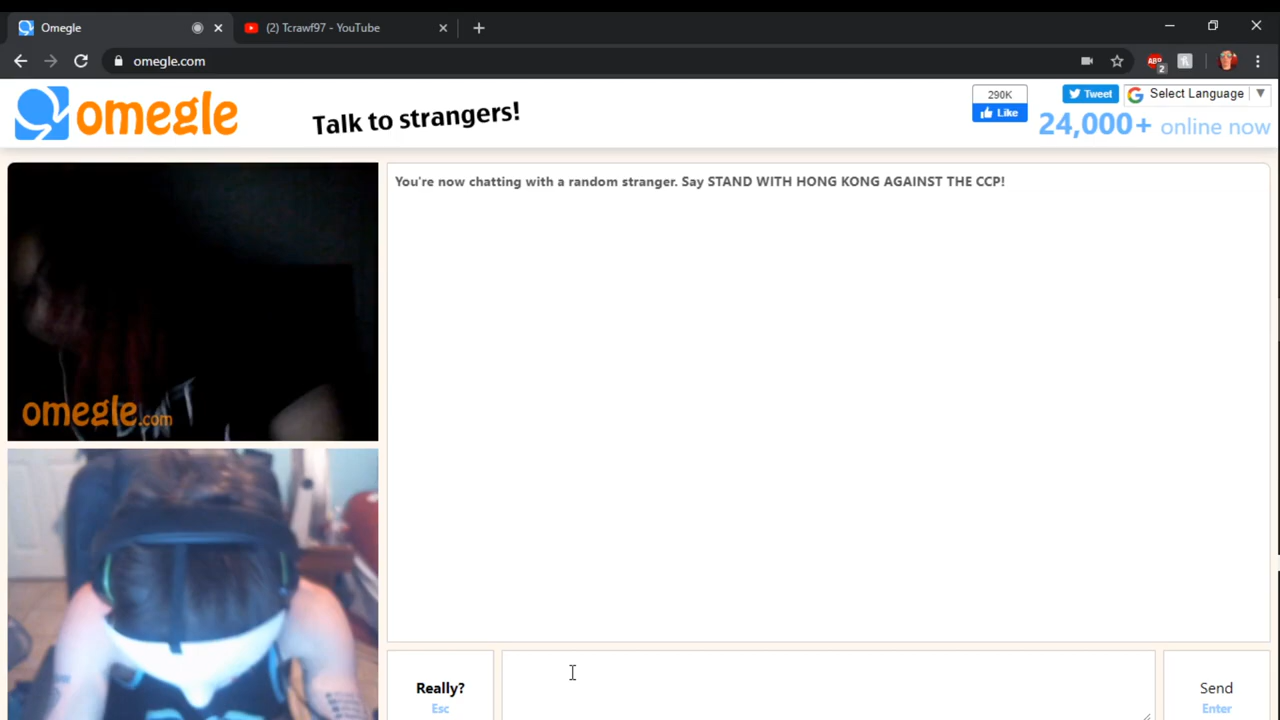 Omegle
(2) Tcrawf97 - YouTube
omegle.com
ABP
2
omegle
Talk to strangers!
290K
Like
Tweet
G Select Language
24,000+ online now
You're now chatting with a random stranger. Say STAND WITH HONG KONG AGAINST THE CCP!
omegle.com
Really?
Esc
Send
Enter